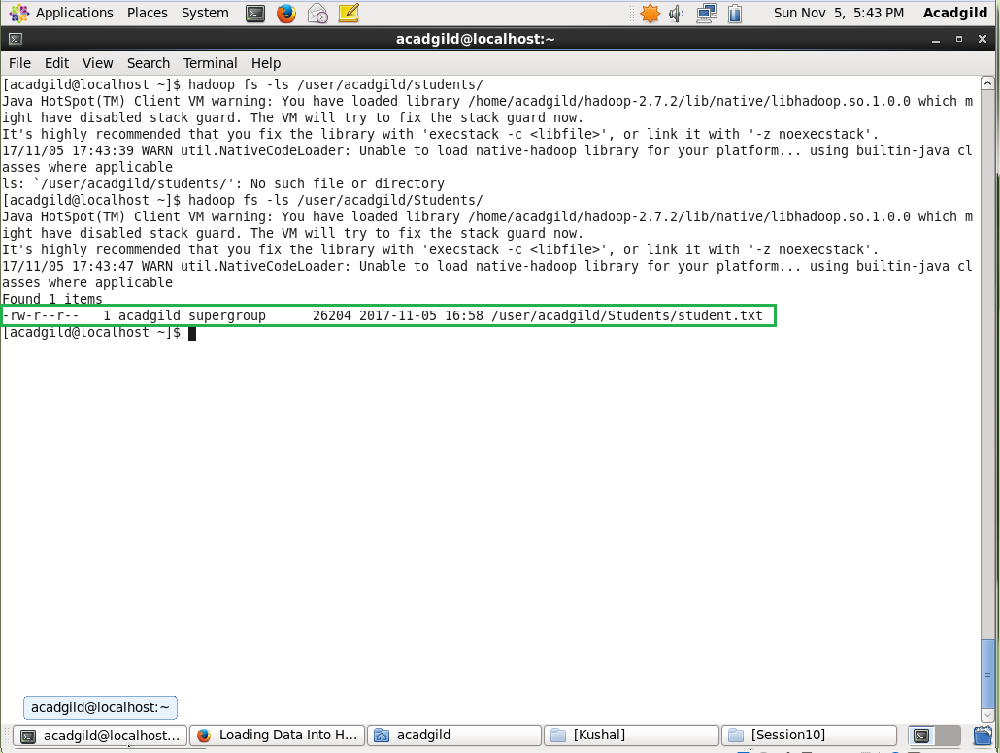 Applications Places System Sun Nov 5, 5:43 PM Acadgild
acadgild@localhost:~
File Edit View Search Terminal Help
[acadgild@localhost ~]$ hadoop fs -ls /user/acadgild/students/
Java HotSpot(TM) Client VM warning: You have loaded library /home/acadgild/hadoop-2.7.2/lib/native/libhadoop.so.1.0.0 which m
ight have disabled stack guard. The VM will try to fix the stack guard now.
It's highly recommended that you fix the library with 'execstack -c <libfile>', or link it with '-z noexecstack'.
17/11/05 17:43:39 WARN util.NativeCodeLoader: Unable to load native-hadoop library for your platform... using builtin-java cl
asses where applicable
ls: `/user/acadgild/students/': No such file or directory
[acadgild@localhost ~]$ hadoop fs -ls /user/acadgild/Students/
Java HotSpot(TM) Client VM warning: You have loaded library /home/acadgild/hadoop-2.7.2/lib/native/libhadoop.so.1.0.0 which m
ight have disabled stack guard. The VM will try to fix the stack guard now.
It's highly recommended that you fix the library with 'execstack -c <libfile>', or link it with '-z noexecstack'.
17/11/05 17:43:47 WARN util.NativeCodeLoader: Unable to load native-hadoop library for your platform... using builtin-java cl
asses where applicable
Found 1 items
-rw-r--r-- 1 acadgild supergroup 26204 2017-11-05 16:58 /user/acadgild/Students/student.txt
[acadgild@localhost ~]$
acadgild@localhost:~
acadgild@localhost... Loading Data Into H... acadgild [Kushal] [Session10]